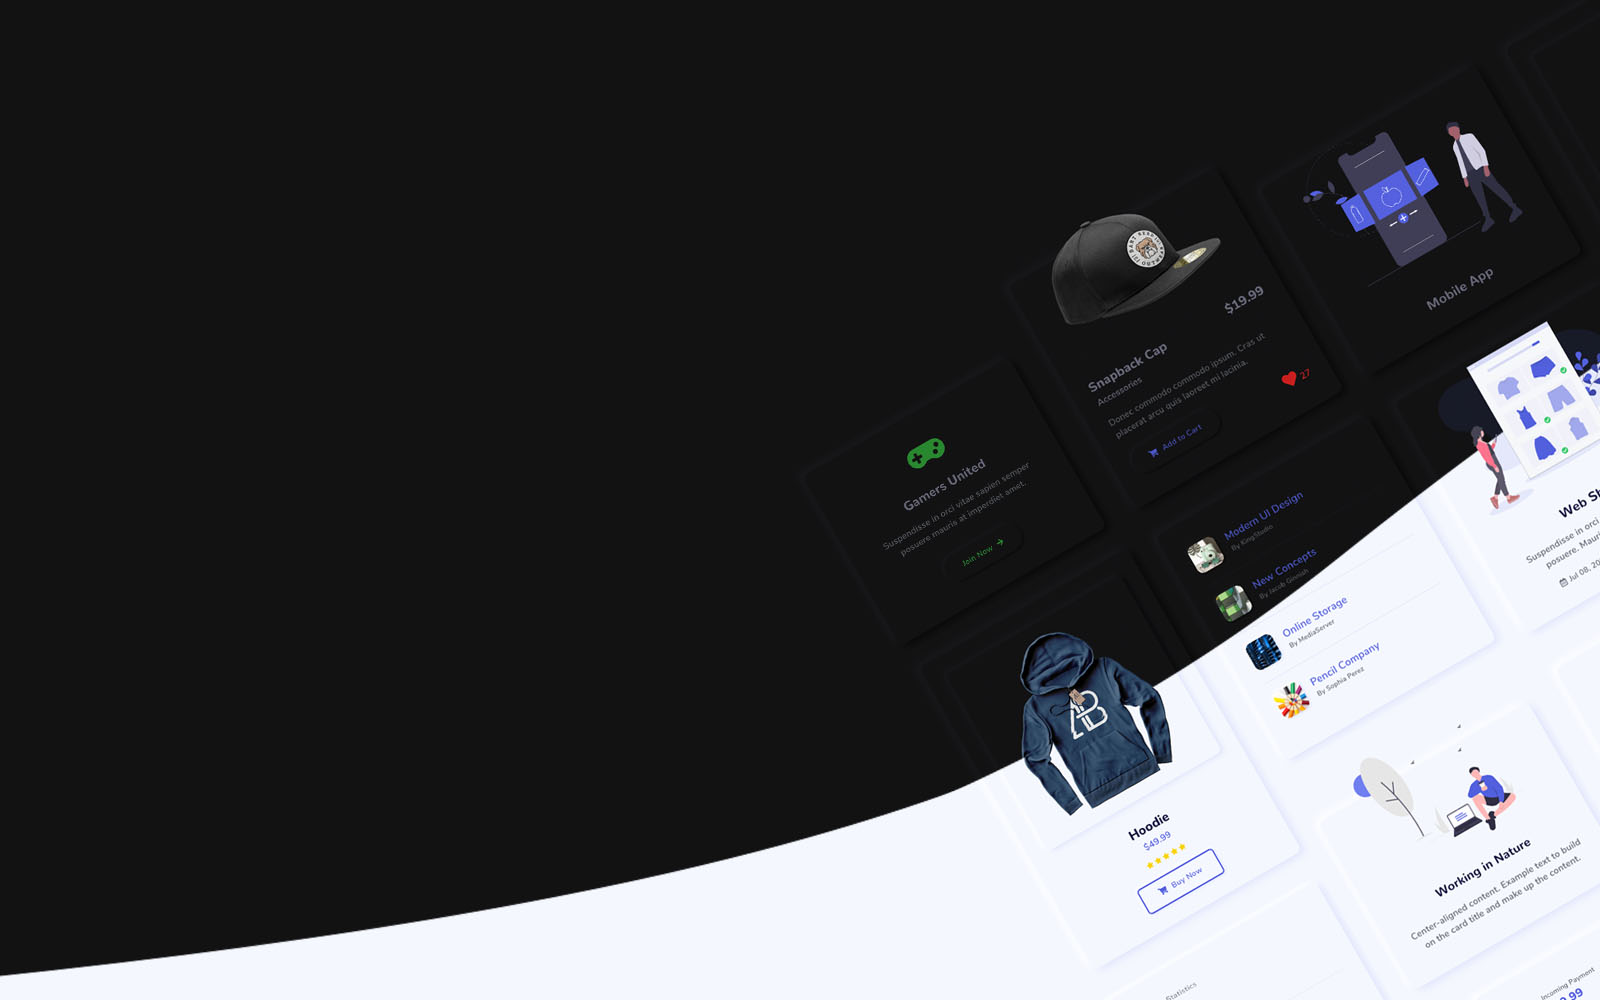 Mobile App
$19.99
Snapback Cap
Accessories
Donec commodo commodo ipsum. Cras ut
placerat arcu quis laoreet mi lacinia.
27
Add to Cart
Gamers United
Suspendisse in orci vitae sapien semper
posuere mauris at imperdiet amet.
Join Now
Modern UI Design
By KingStudio
New Concepts
By Jacob Ginnish
Online Storage
By MediaServer
Pencil Company
By Sophia Perez
Web
Suspendisse in orci
posuere.
Jul 08,
AB
Hoodie
$49.99
Buy Now
Working in Nature
Center-aligned content. Example text to build
on the card title and make up the content.
Statistics
Incoming Payment
9.99